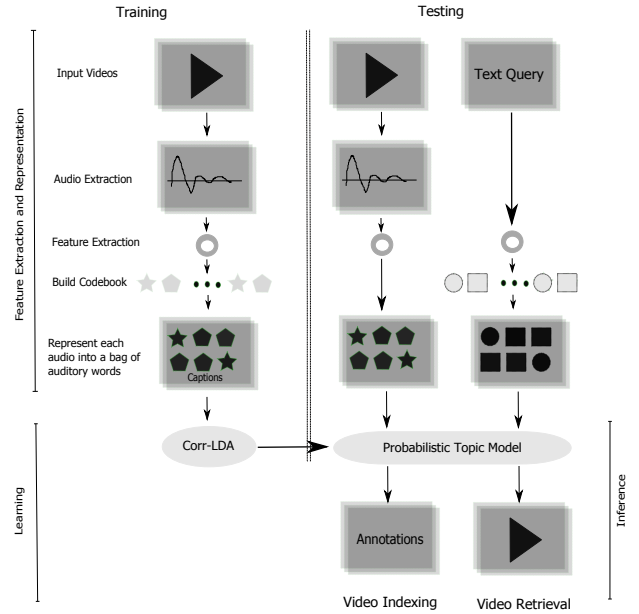 Training
Testing
Input Videos
Text Query
Audio Extraction
Feature Extraction
Build Codebook
Represent each
audio into a bag of
auditory words
Captions
Feature Extraction and Representation
Corr-LDA
Probabilistic Topic Model
Learning
Inference
Annotations
Video Indexing
Video Retrieval